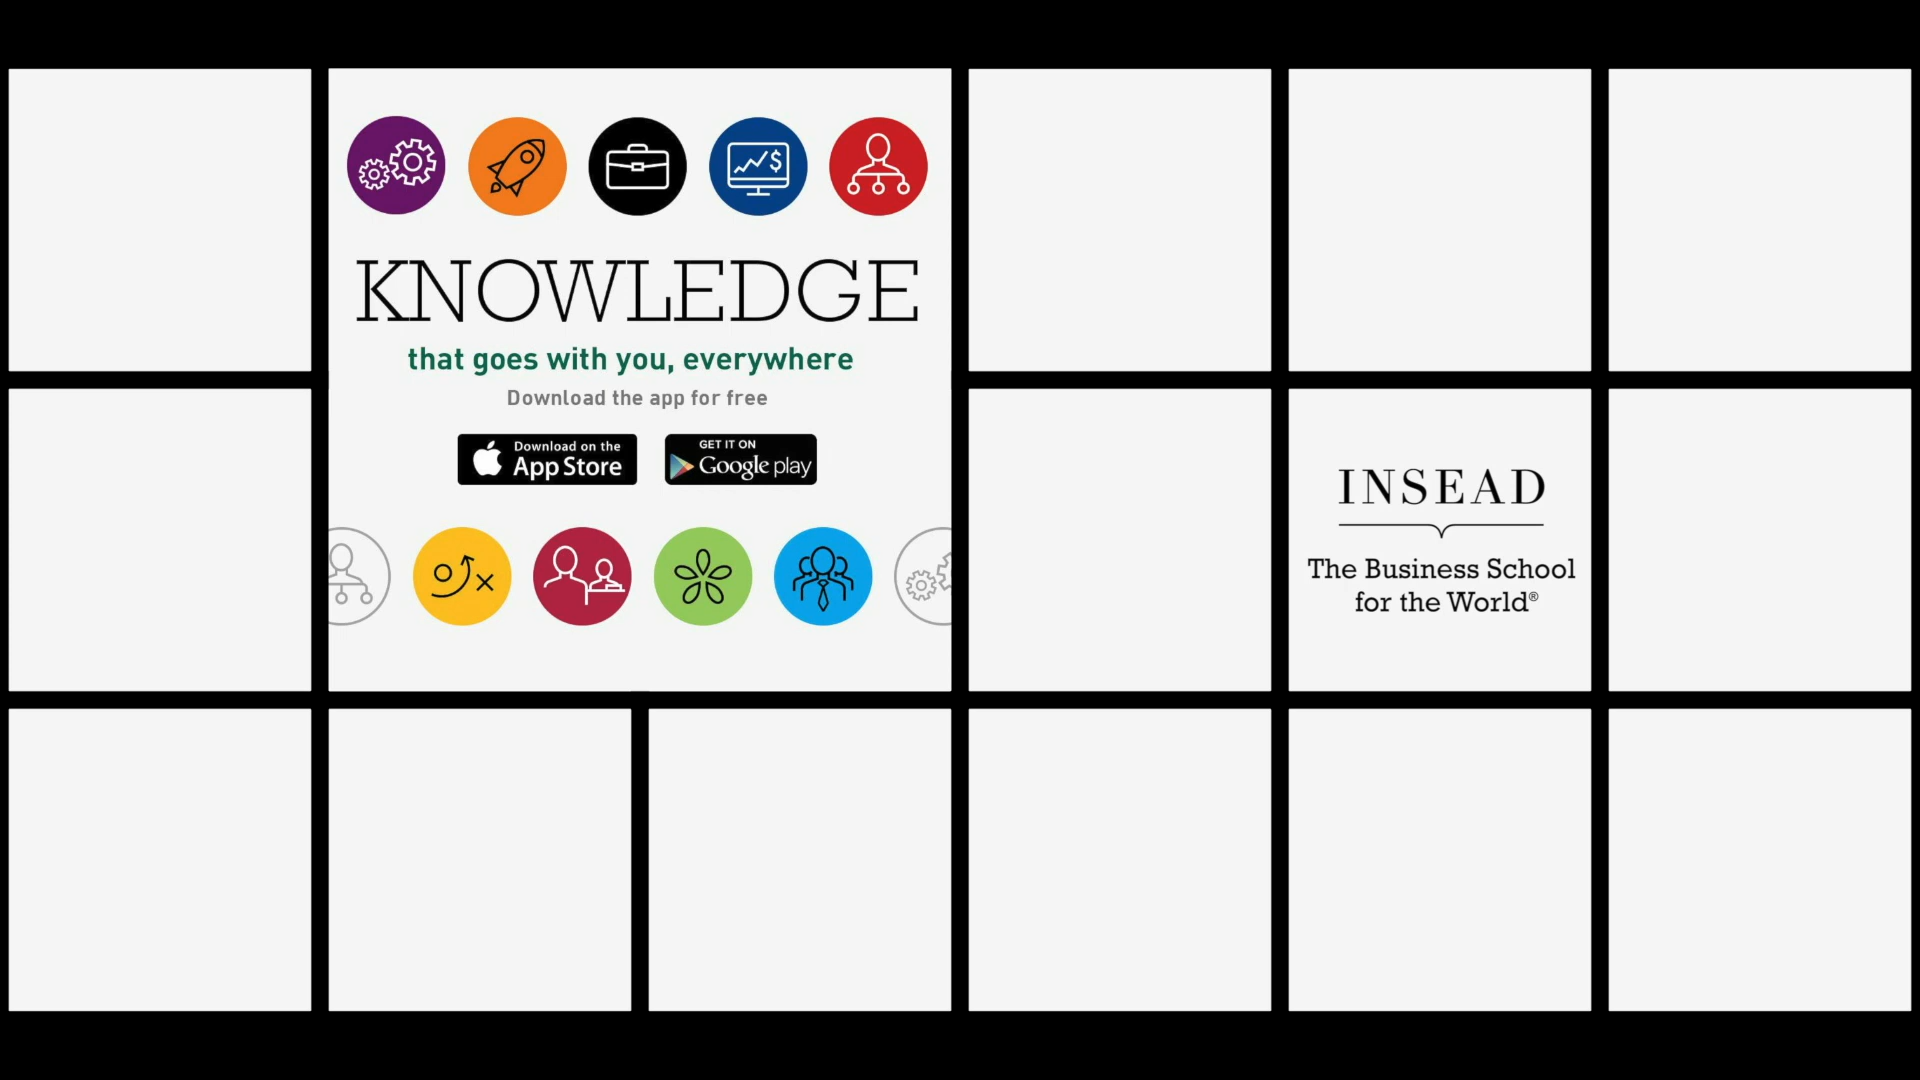 KNOWLEDGE
that goes with you, everywhere
Download the app for free
Download on the
App Store
GET IT ON
Google play
INSEAD
The Business School
for the World®